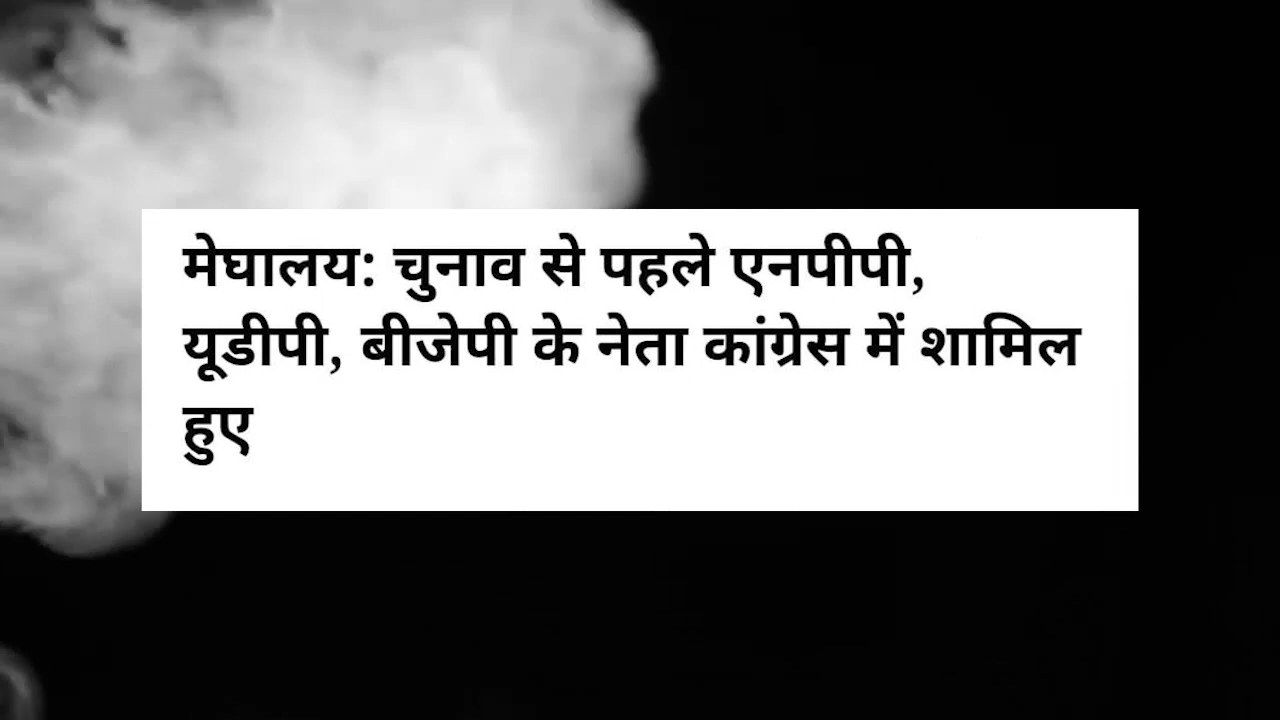 मेघालय: चुनाव से पहले एनपीपी,
यूडीपी, बीजेपी के नेता कांग्रेस में शामिल
हुए